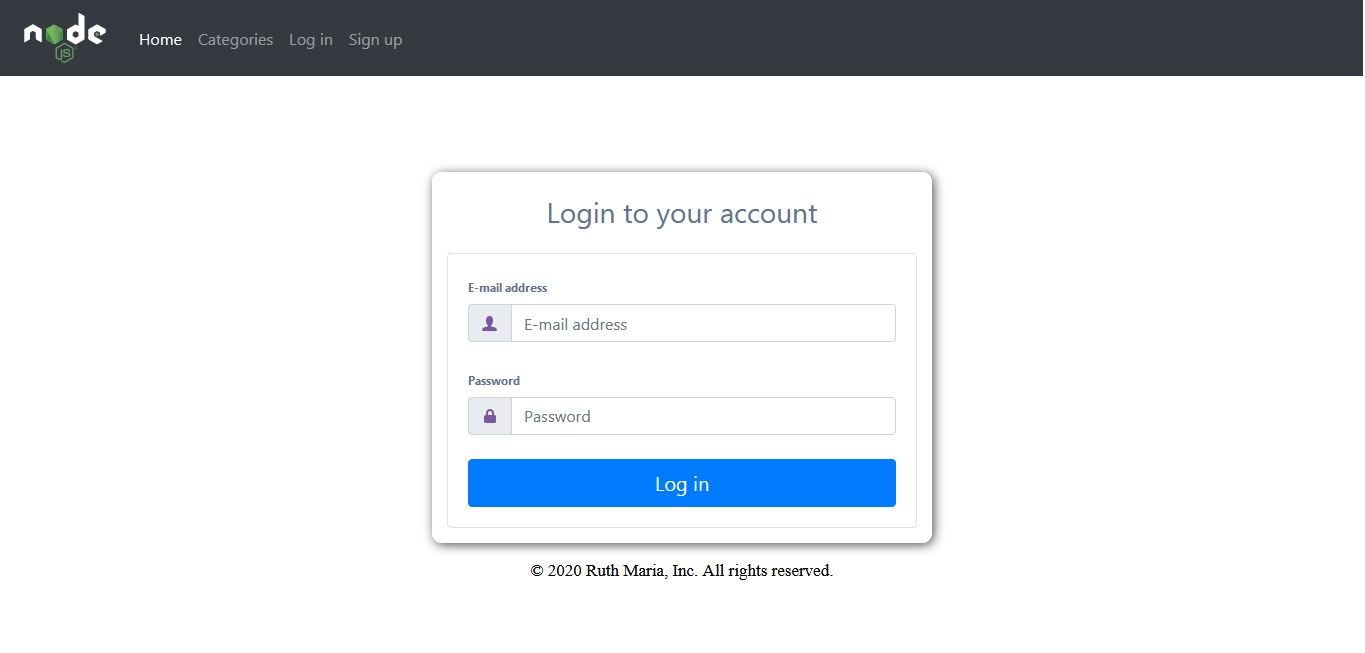 node
JS
Home Categories Log in Sign up
Login to your account
E-mail address
E-mail address
Password
Password
Log in
© 2020 Ruth Maria, Inc. All rights reserved.